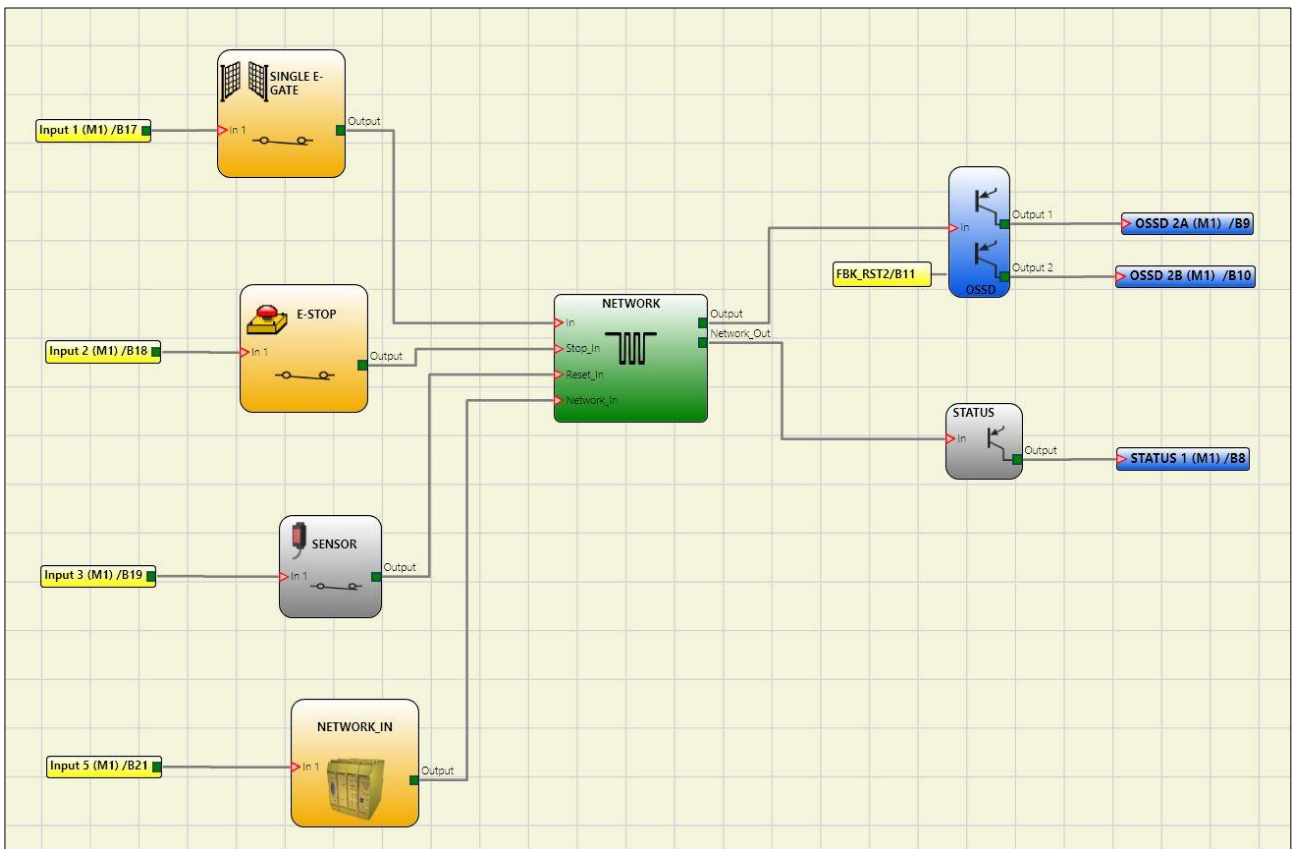 SINGLE E-
GATE
Input 1 (M1) /B17
In 1
Output
E-STOP
Input 2 (M1) /B18
In 1
Output
SENSOR
Input 3 (M1) /B19
In 1
Output
NETWORK_IN
Input 5 (M1) /B21
In 1
Output
NETWORK
In
Stop_In
Reset_In
Network_In
Output
Network_Out
FBK_RST2/B11
In
Output 1
Output 2
OSSD
OSSD 2A (M1) /B9
OSSD 2B (M1) /B10
STATUS
In
Output
STATUS 1 (M1) /B8